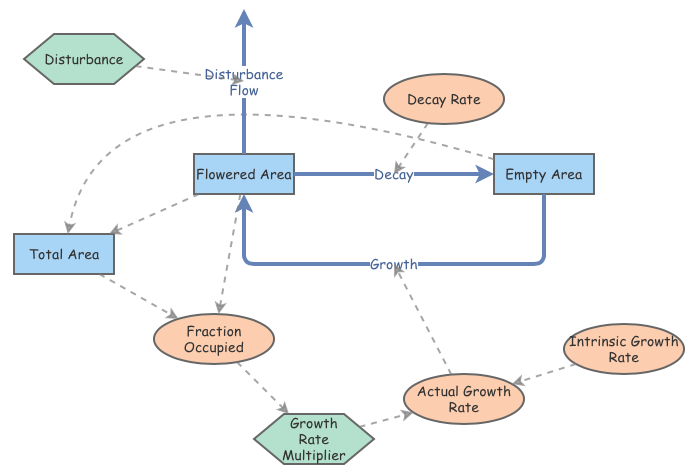 Disturbance
Disturbance
Flow
Decay Rate
Flowered Area
Decay
Empty Area
Total Area
Growth
Fraction
Occupied
Intrinsic Growth
Rate
Actual Growth
Rate
Growth
Rate
Multiplier